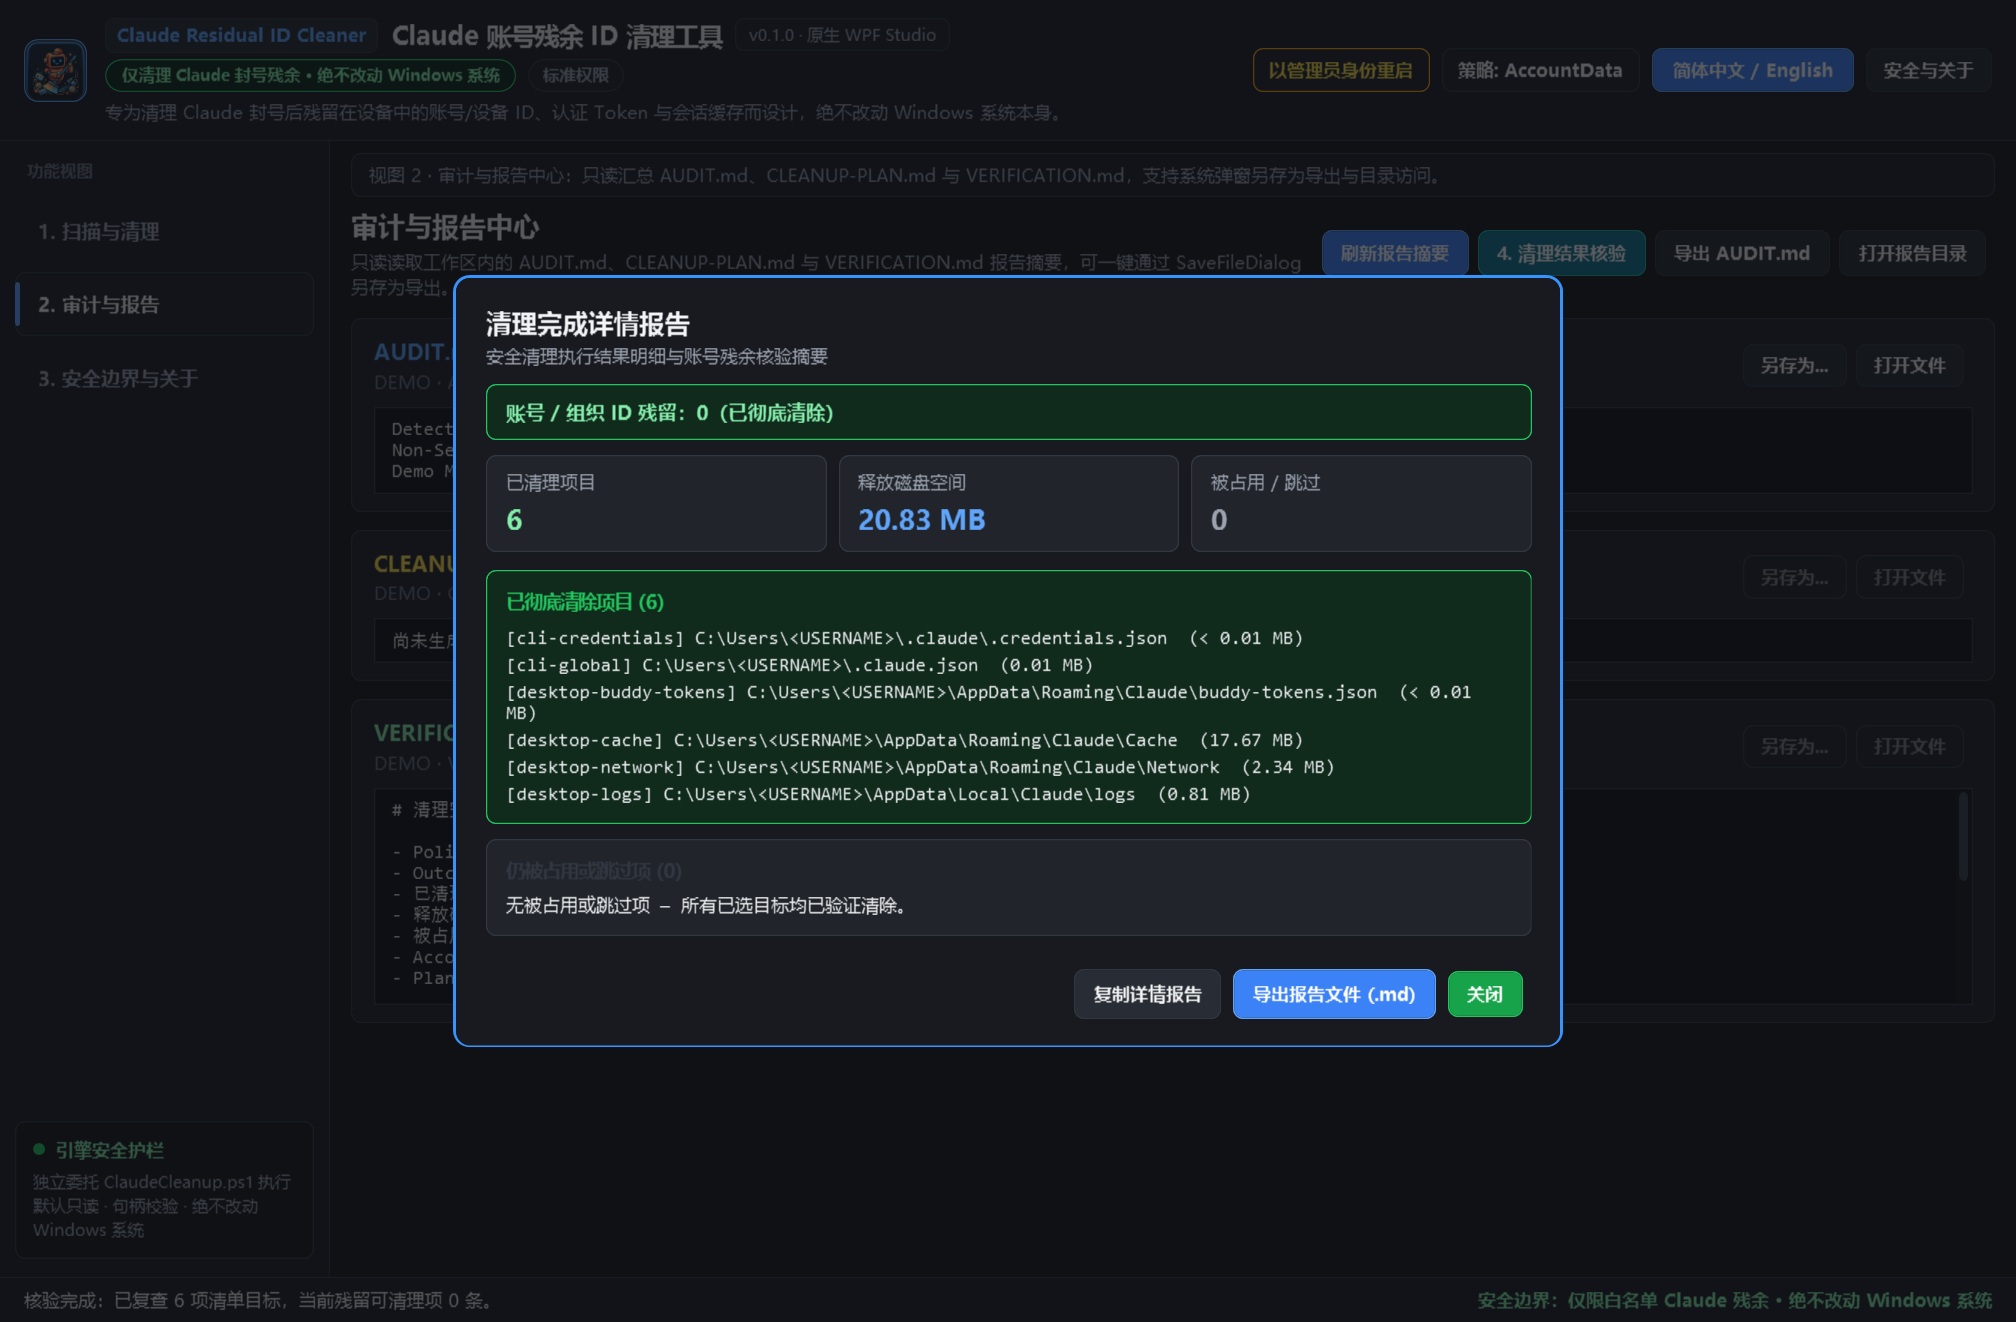 Claude Residual ID Cleaner
Claude 账号残余 ID 清理工具
v0.1.0 · 原生 WPF Studio
仅清理 Claude 封号残余 • 绝不改动 Windows 系统
标准权限
专为清理 Claude 封号后残留在设备中的账号/设备 ID、认证 Token 与会话缓存而设计，绝不改动 Windows 系统本身。
以管理员身份重启
策略: AccountData
简体中文 / English
安全与关于
功能视图
1. 扫描与清理
2. 审计与报告
3. 安全边界与关于
视图 2 · 审计与报告中心：只读汇总 AUDIT.md、CLEANUP-PLAN.md 与 VERIFICATION.md，支持系统弹窗另存为导出与目录访问。
审计与报告中心
只读读取工作区内的 AUDIT.md、CLEANUP-PLAN.md 与 VERIFICATION.md 报告摘要，可一键通过 SaveFileDialog
另存为导出。
刷新报告摘要
4. 清理结果核验
导出 AUDIT.md
打开报告目录
AUDIT.
DEMO ·
另存为...
打开文件
Detect
Non-Se
Demo
CLEANU
DEMO ·
另存为...
打开文件
尚未生
VERIFIC
DEMO ·
另存为...
打开文件
# 清理
- Poli
- Outc
- 已清
- 释放
- 被占
- Acco
- Plan
清理完成详情报告
安全清理执行结果明细与账号残余核验摘要
账号 / 组织 ID 残留：0（已彻底清除）
已清理项目
6
释放磁盘空间
20.83 MB
被占用 / 跳过
0
已彻底清除项目 (6)
[cli-credentials] C:\Users\<USERNAME>\.claude\.credentials.json  (< 0.01 MB)
[cli-global] C:\Users\<USERNAME>\.claude.json  (0.01 MB)
[desktop-buddy-tokens] C:\Users\<USERNAME>\AppData\Roaming\Claude\buddy-tokens.json  (< 0.01
MB)
[desktop-cache] C:\Users\<USERNAME>\AppData\Roaming\Claude\Cache  (17.67 MB)
[desktop-network] C:\Users\<USERNAME>\AppData\Roaming\Claude\Network  (2.34 MB)
[desktop-logs] C:\Users\<USERNAME>\AppData\Local\Claude\logs  (0.81 MB)
仍被占用或跳过项 (0)
无被占用或跳过项 — 所有已选目标均已验证清除。
复制详情报告
导出报告文件 (.md)
关闭
引擎安全护栏
独立委托 ClaudeCleanup.ps1 执行
默认只读 · 句柄校验 · 绝不改动
Windows 系统
核验完成：已复查 6 项清单目标，当前残留可清理项 0 条。
安全边界：仅限白名单 Claude 残余 • 绝不改动 Windows 系统